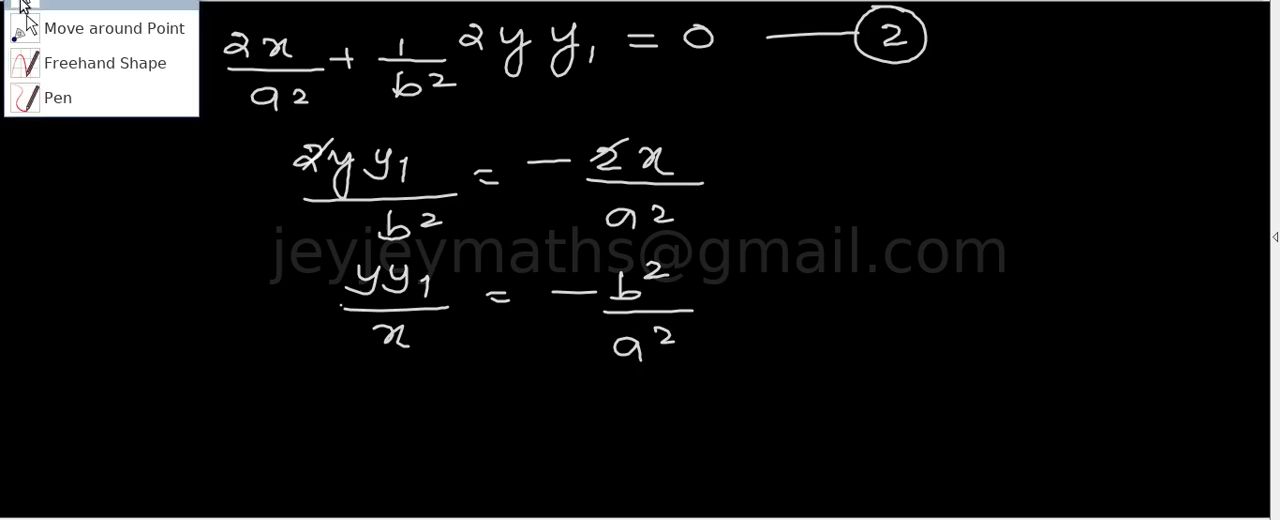 Move around Point
Freehand Shape
Pen
2x/a² + 1/b² 2y y₁ = 0 —— ②
2y y₁/b² = - 2x/a²
jeyjeymaths@gmail.com
yy₁/x = - b²/a²